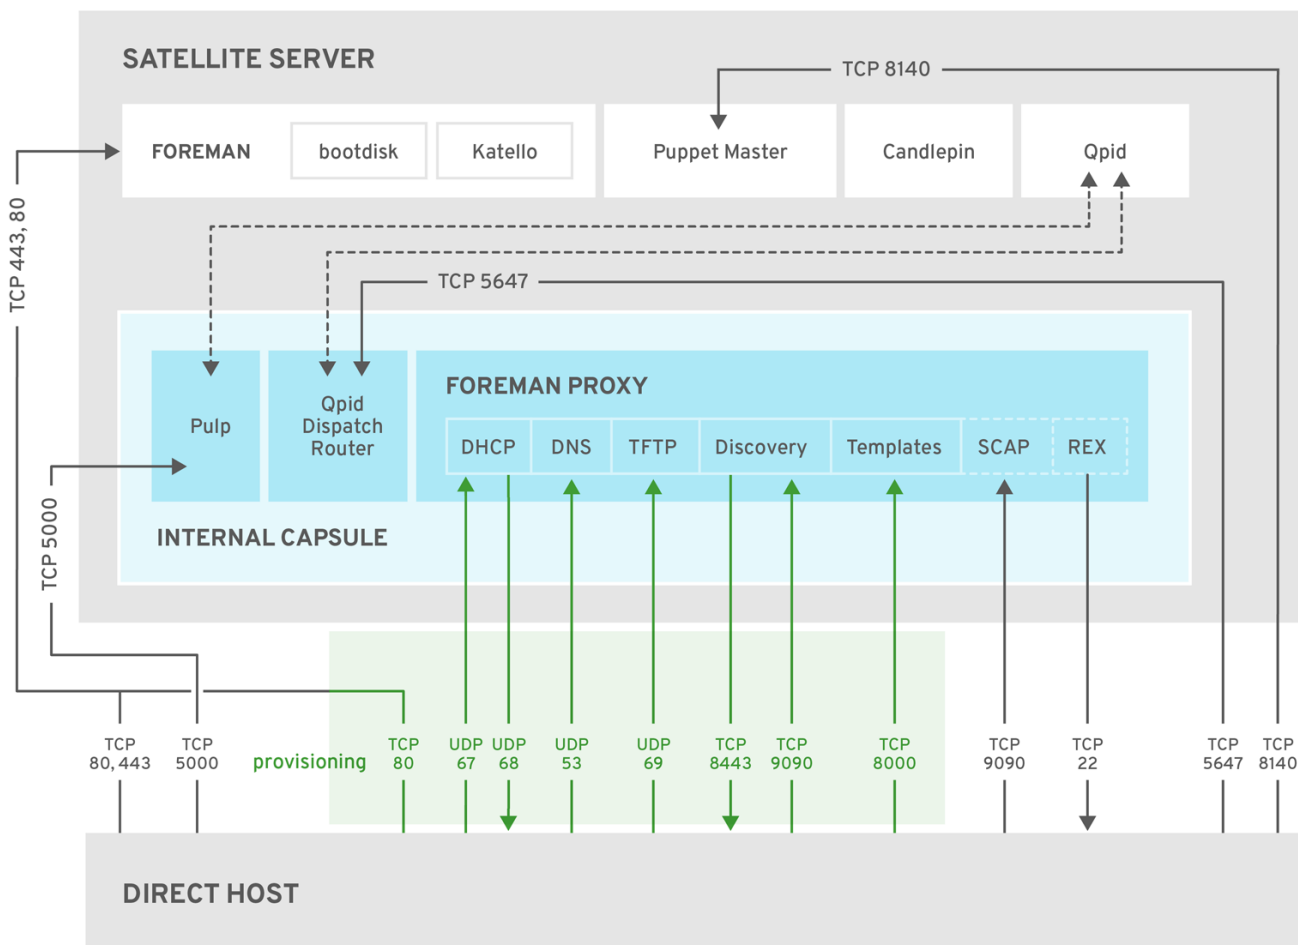 SATELLITE SERVER
TCP 8140
FOREMAN
bootdisk
Katello
Puppet Master
Candlepin
Qpid
TCP 443, 80
TCP 5647
FOREMAN PROXY
Pulp
Qpid
Dispatch
Router
DHCP
DNS
TFTP
Discovery
Templates
SCAP
REX
INTERNAL CAPSULE
TCP 5000
TCP
80, 443
TCP
5000
provisioning
TCP
80
UDP
67
UDP
68
UDP
53
UDP
69
TCP
8443
TCP
9090
TCP
8000
TCP
9090
TCP
22
TCP
5647
TCP
8140
DIRECT HOST